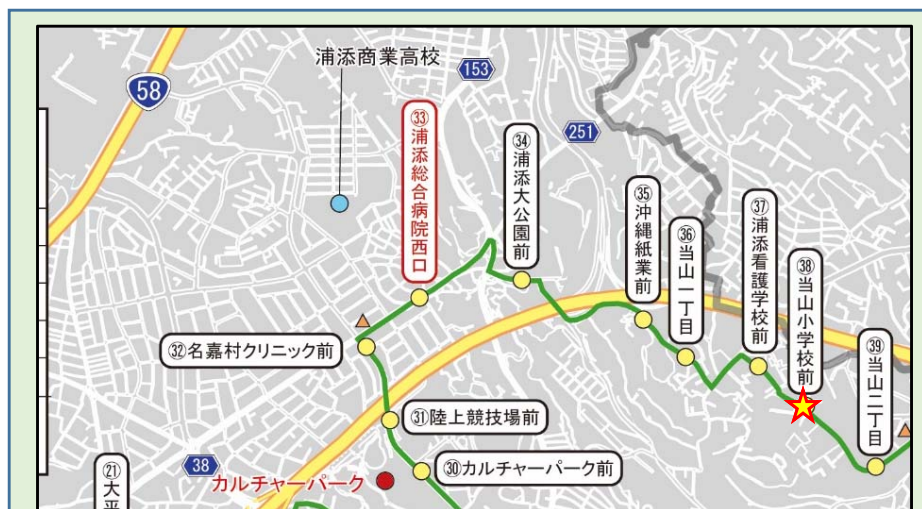 浦添商業高校
58
153
251
㉝浦添総合病院西口
㉞浦添大公園前
㉟沖縄紙業前
㊱当山一丁目
㊲浦添看護学校前
㊳当山小学校前
㊴当山二丁目
㉜名嘉村クリニック前
㉛陸上競技場前
㉚カルチャーパーク前
カルチャーパーク
38
㉑大平